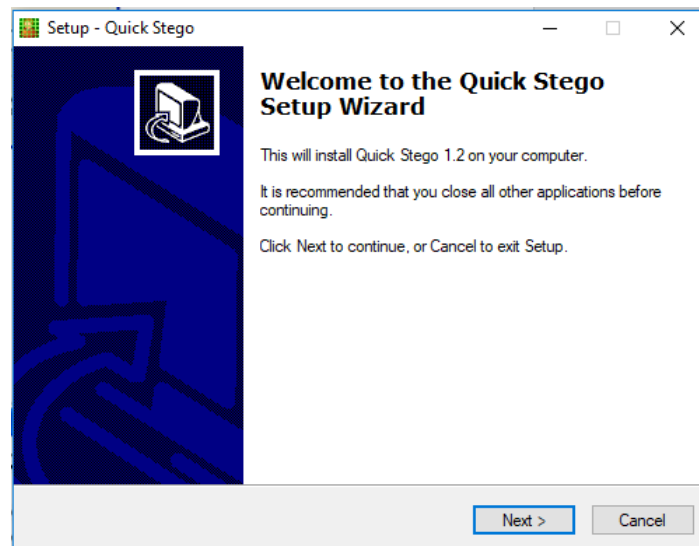 Setup - Quick Stego
Welcome to the Quick Stego
Setup Wizard
This will install Quick Stego 1.2 on your computer.
It is recommended that you close all other applications before
continuing.
Click Next to continue, or Cancel to exit Setup.
Next >
Cancel